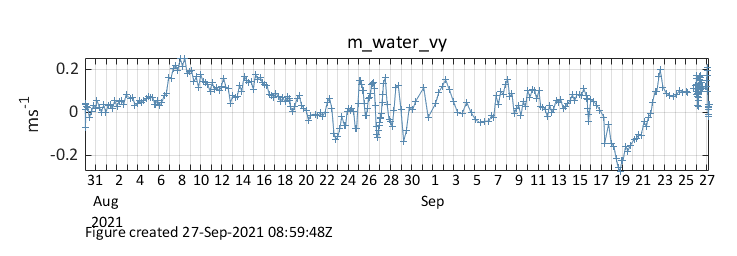 m_water_vy
0.2
0
-0.2
ms-1
31 2 4 6 8 10 12 14 16 18 20 22 24 26 28 30 1 3 5 7 9 11 13 15 17 19 21 23 25 27
Aug Sep
2021
Figure created 27-Sep-2021 08:59:48Z